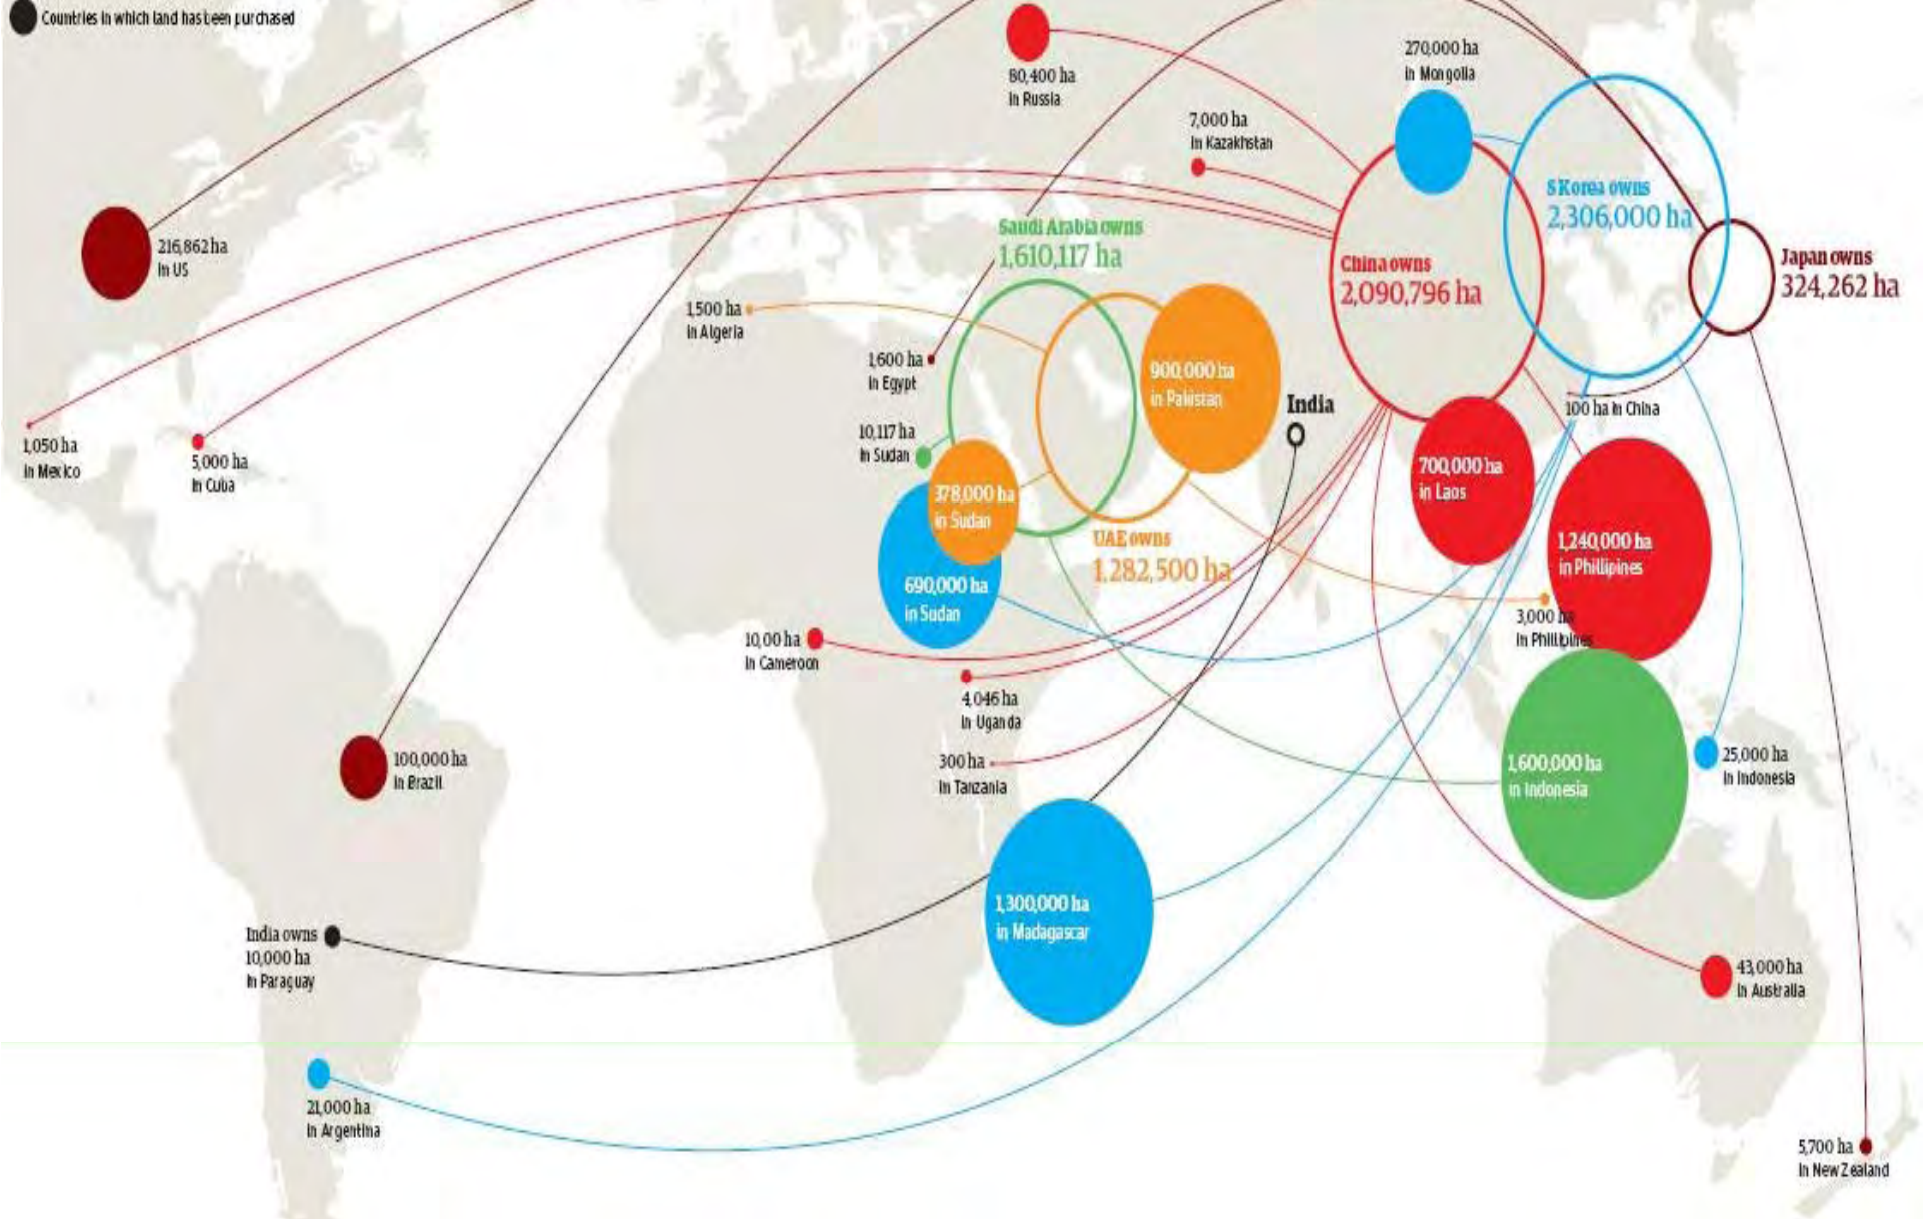 Countries in which land has been purchased
80,400 ha
in Russia
270,000 ha
in Mongolia
7,000 ha
in Kazakhstan
S Korea owns
2,306,000 ha
216,862 ha
in US
Saudi Arabia owns
1,610,117 ha
China owns
2,090,796 ha
Japan owns
324,262 ha
1,500 ha
in Algeria
1,600 ha
in Egypt
900,000 ha
in Pakistan
India
100 ha in China
1,050 ha
in Mexico
5,000 ha
in Cuba
10,117 ha
in Sudan
378,000 ha
in Sudan
700,000 ha
in Laos
UAE owns
1,282,500 ha
1,240,000 ha
in Phillipines
690,000 ha
in Sudan
3,000 ha
in Phillipines
10,00 ha
in Cameroon
4,046 ha
in Uganda
300 ha
in Tanzania
100,000 ha
in Brazil
1,600,000 ha
in Indonesia
25,000 ha
in Indonesia
1,300,000 ha
in Madagascar
India owns
10,000 ha
in Paraguay
43,000 ha
in Australia
21,000 ha
in Argentina
5,700 ha
in New Zealand